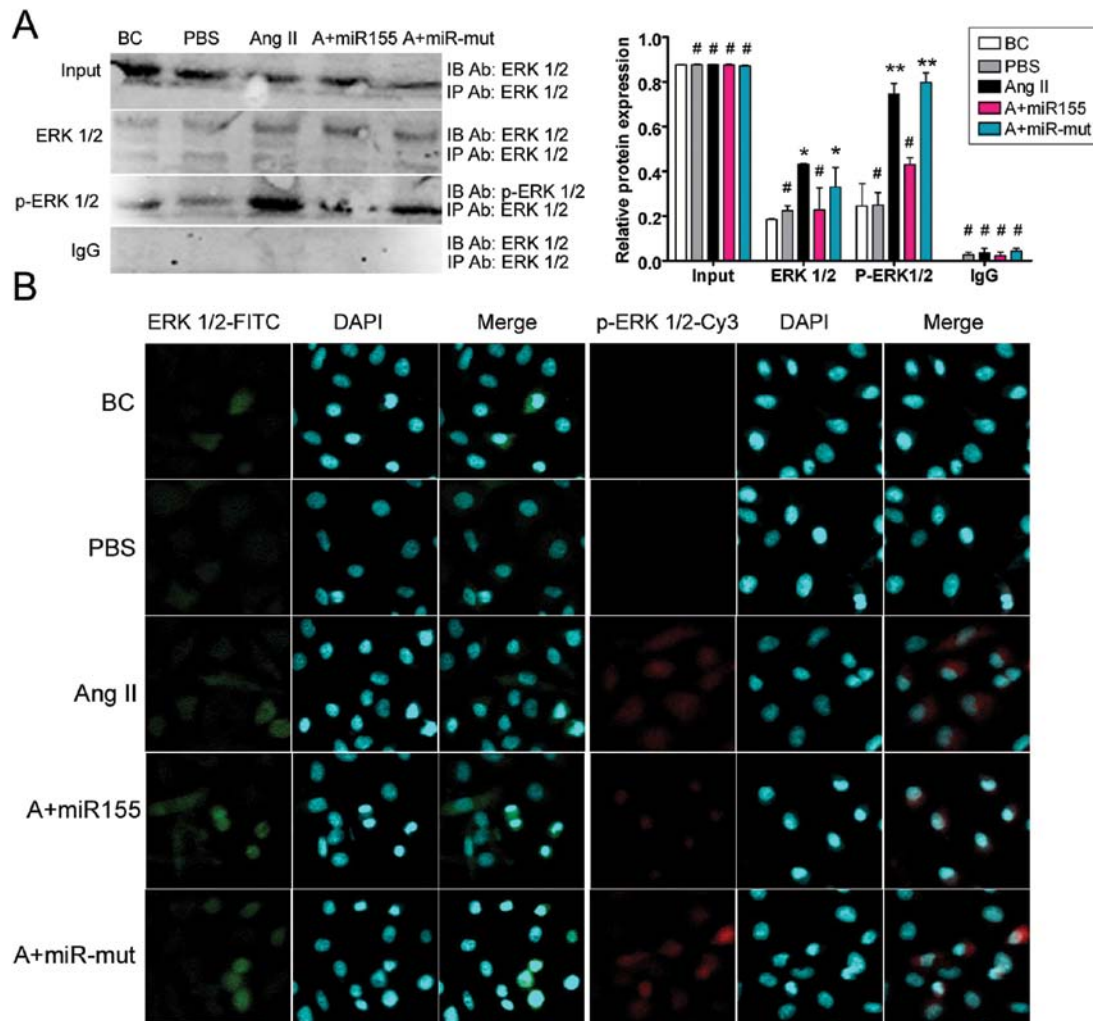 A
BC PBS Ang II A+miR155 A+miR-mut
Input
IB Ab: ERK 1/2
IP Ab: ERK 1/2
ERK 1/2
IB Ab: ERK 1/2
IP Ab: ERK 1/2
p-ERK 1/2
IB Ab: p-ERK 1/2
IP Ab: ERK 1/2
IgG
IB Ab: ERK 1/2
IP Ab: ERK 1/2
Relative protein expression
1.0
0.8
0.6
0.4
0.2
0.0
# # # #
# * # *
# ** # **
# # # #
Input ERK 1/2 P-ERK1/2 IgG
BC
PBS
Ang II
A+miR155
A+miR-mut
B
ERK 1/2-FITC DAPI Merge p-ERK 1/2-Cy3 DAPI Merge
BC
PBS
Ang II
A+miR155
A+miR-mut